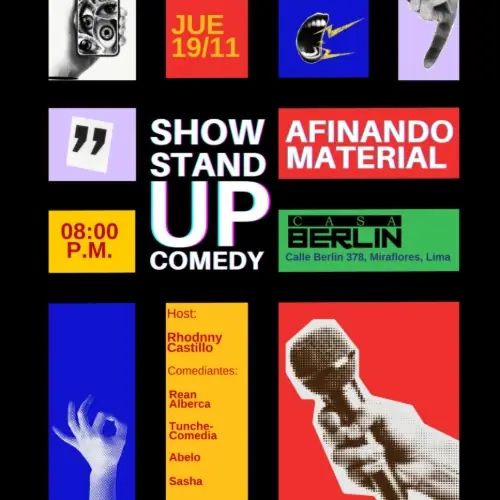 JUE
19/11
”
SHOW
STAND
UP
COMEDY
AFINANDO
MATERIAL
08:00
P.M.
CASA
BERLIN
Calle Berlin 378, Miraflores, Lima
Host:
Rhodnny
Castillo
Comediantes:
Rean
Alberca
Tunche-
Comedia
Abelo
Sasha